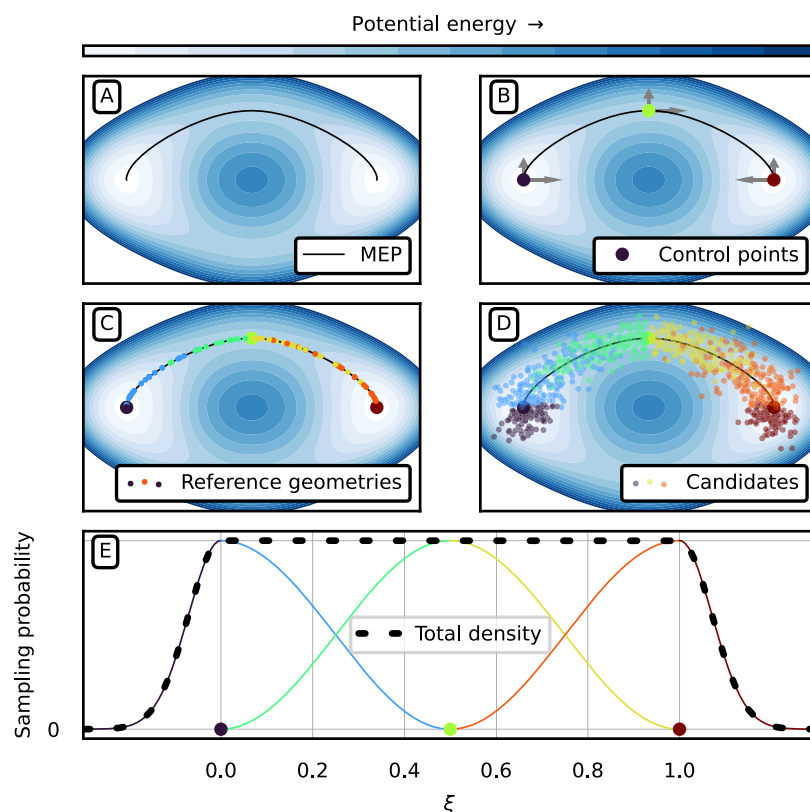 Potential energy →
A
B
MEP
Control points
C
D
Reference geometries
Candidates
E
Sampling probability
Total density
0
0.0 0.2 0.4 0.6 0.8 1.0
ξ